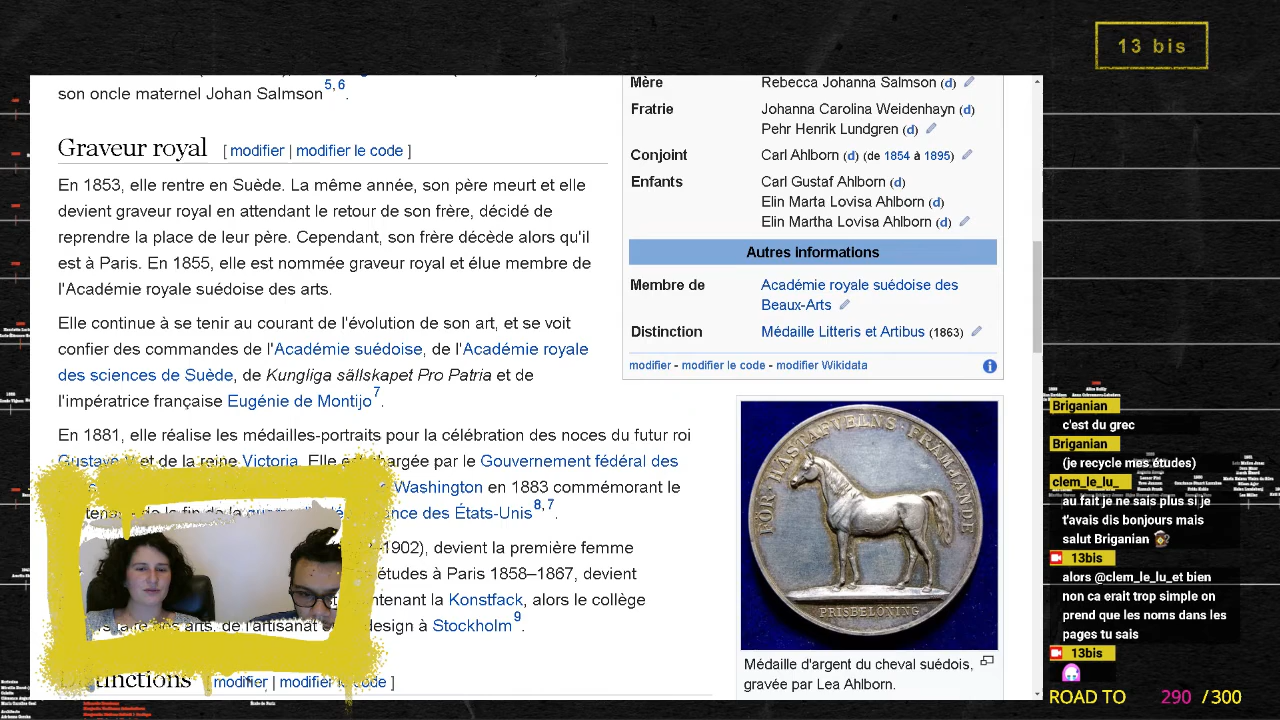 13 bis
son oncle maternel Johan Salmson5,6.
Graveur royal [ modifier | modifier le code ]
En 1853, elle rentre en Suède. La même année, son père meurt et elle
devient graveur royal en attendant le retour de son frère, décidé de
reprendre la place de leur père. Cependant, son frère décède alors qu'il
est à Paris. En 1855, elle est nommée graveur royal et élue membre de
l'Académie royale suédoise des arts.
Elle continue à se tenir au courant de l'évolution de son art, et se voit
confier des commandes de l'Académie suédoise, de l'Académie royale
des sciences de Suède, de Kungliga sällskapet Pro Patria et de
l'impératrice française Eugénie de Montijo7
En 1881, elle réalise les médailles-portraits pour la célébration des noces du futur roi
et de la reine Victoria. Elle par le Gouvernement fédéral des
Washington en commémorant le
de la fin de la des États-Unis8,7.
-1902), devient la première femme
études à Paris 1858–1867, devient
Konstfack, alors le collège
arts, de l'artisanat design à Stockholm9.
[ modifier | modifier le code ]
Mère Rebecca Johanna Salmson (d)
Fratrie Johanna Carolina Weidenhayn (d)
Pehr Henrik Lundgren (d)
Conjoint Carl Ahlborn (d) (de 1854 à 1895)
Enfants Carl Gustaf Ahlborn (d)
Elin Marta Lovisa Ahlborn (d)
Elin Martha Lovisa Ahlborn (d)
Autres informations
Membre de Académie royale suédoise des
Beaux-Arts
Distinction Médaille Litteris et Artibus (1863)
modifier - modifier le code - modifier Wikidata
PRISBELÖNING
Médaille d'argent du cheval suédois,
gravée par Lea Ahlborn
Briganian
c'est du grec
Briganian
(je recycle mes études)
clem_le_lu_
au fait je ne sais plus si je
t'avais dis bonjours mais
salut Briganian
13bis
alors @clem_le_lu_et bien
non ca erait trop simple on
prend que les noms dans les
pages tu sais
13bis
ROAD TO 290 /300